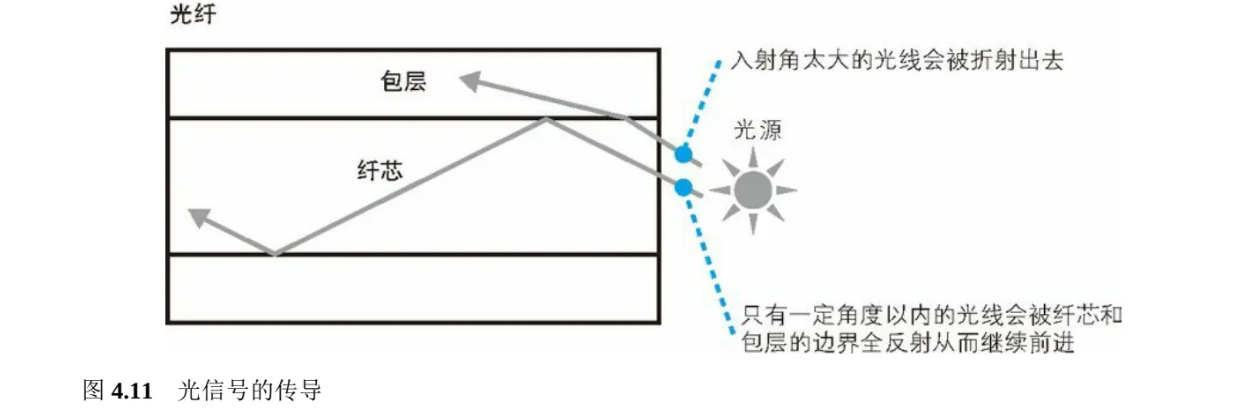 光纤
入射角太大的光线会被折射出去
包层
光源
纤芯
只有一定角度以内的光线会被纤芯和
包层的边界全反射从而继续前进
图 4.11 光信号的传导